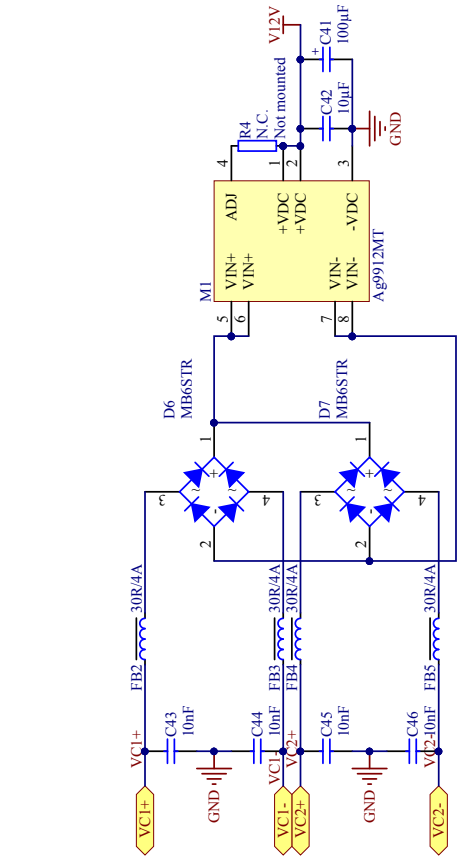 VC1+
VC1+
FB2
30R/4A
C43
10nF
GND
C44
10nF
VC1-
VC1-
FB3
30R/4A
VC2+
VC2+
FB4
30R/4A
C45
10nF
GND
C46
10nF
VC2-
VC2-
FB5
30R/4A
D6
MB6STR
3
2
1
4
+
-
~
~
D7
MB6STR
3
2
1
4
+
-
~
~
M1
5
VIN+
6
VIN+
7
VIN-
8
VIN-
ADJ
4
+VDC
1
+VDC
2
-VDC
3
Ag9912MT
R4
N.C.
Not mounted
V12V
C42
10µF
+
C41
100µF
GND